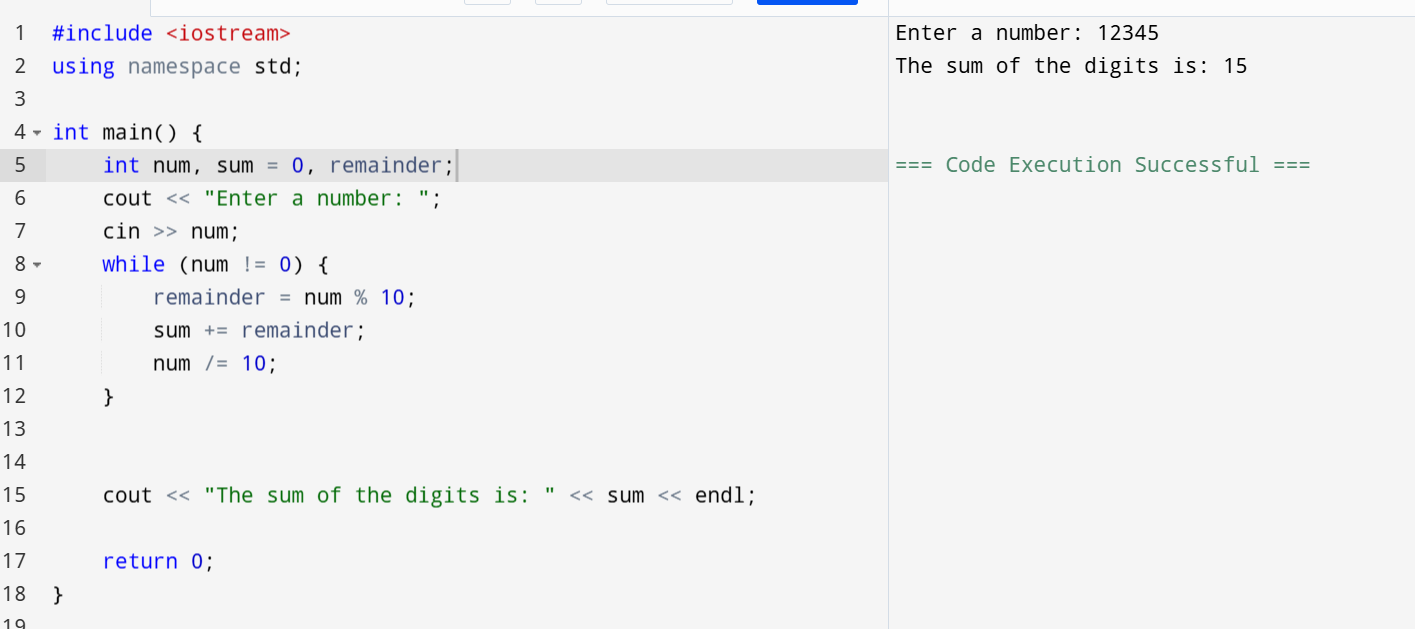 1 #include <iostream>
2 using namespace std;
3
4 int main() {
5     int num, sum = 0, remainder;
6     cout << "Enter a number: ";
7     cin >> num;
8     while (num != 0) {
9         remainder = num % 10;
10         sum += remainder;
11         num /= 10;
12     }
13
14
15     cout << "The sum of the digits is: " << sum << endl;
16
17     return 0;
18 }
19
Enter a number: 12345
The sum of the digits is: 15
=== Code Execution Successful ===